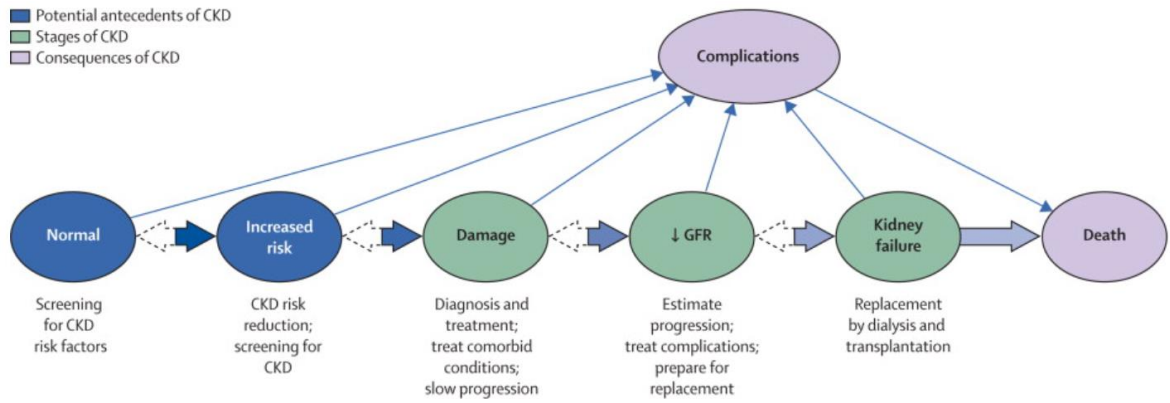 Potential antecedents of CKD
Stages of CKD
Consequences of CKD
Complications
Normal
Increased
risk
Damage
↓ GFR
Kidney
failure
Death
Screening
for CKD
risk factors
CKD risk
reduction;
screening for
CKD
Diagnosis and
treatment;
treat comorbid
conditions;
slow progression
Estimate
progression;
treat complications;
prepare for
replacement
Replacement
by dialysis and
transplantation